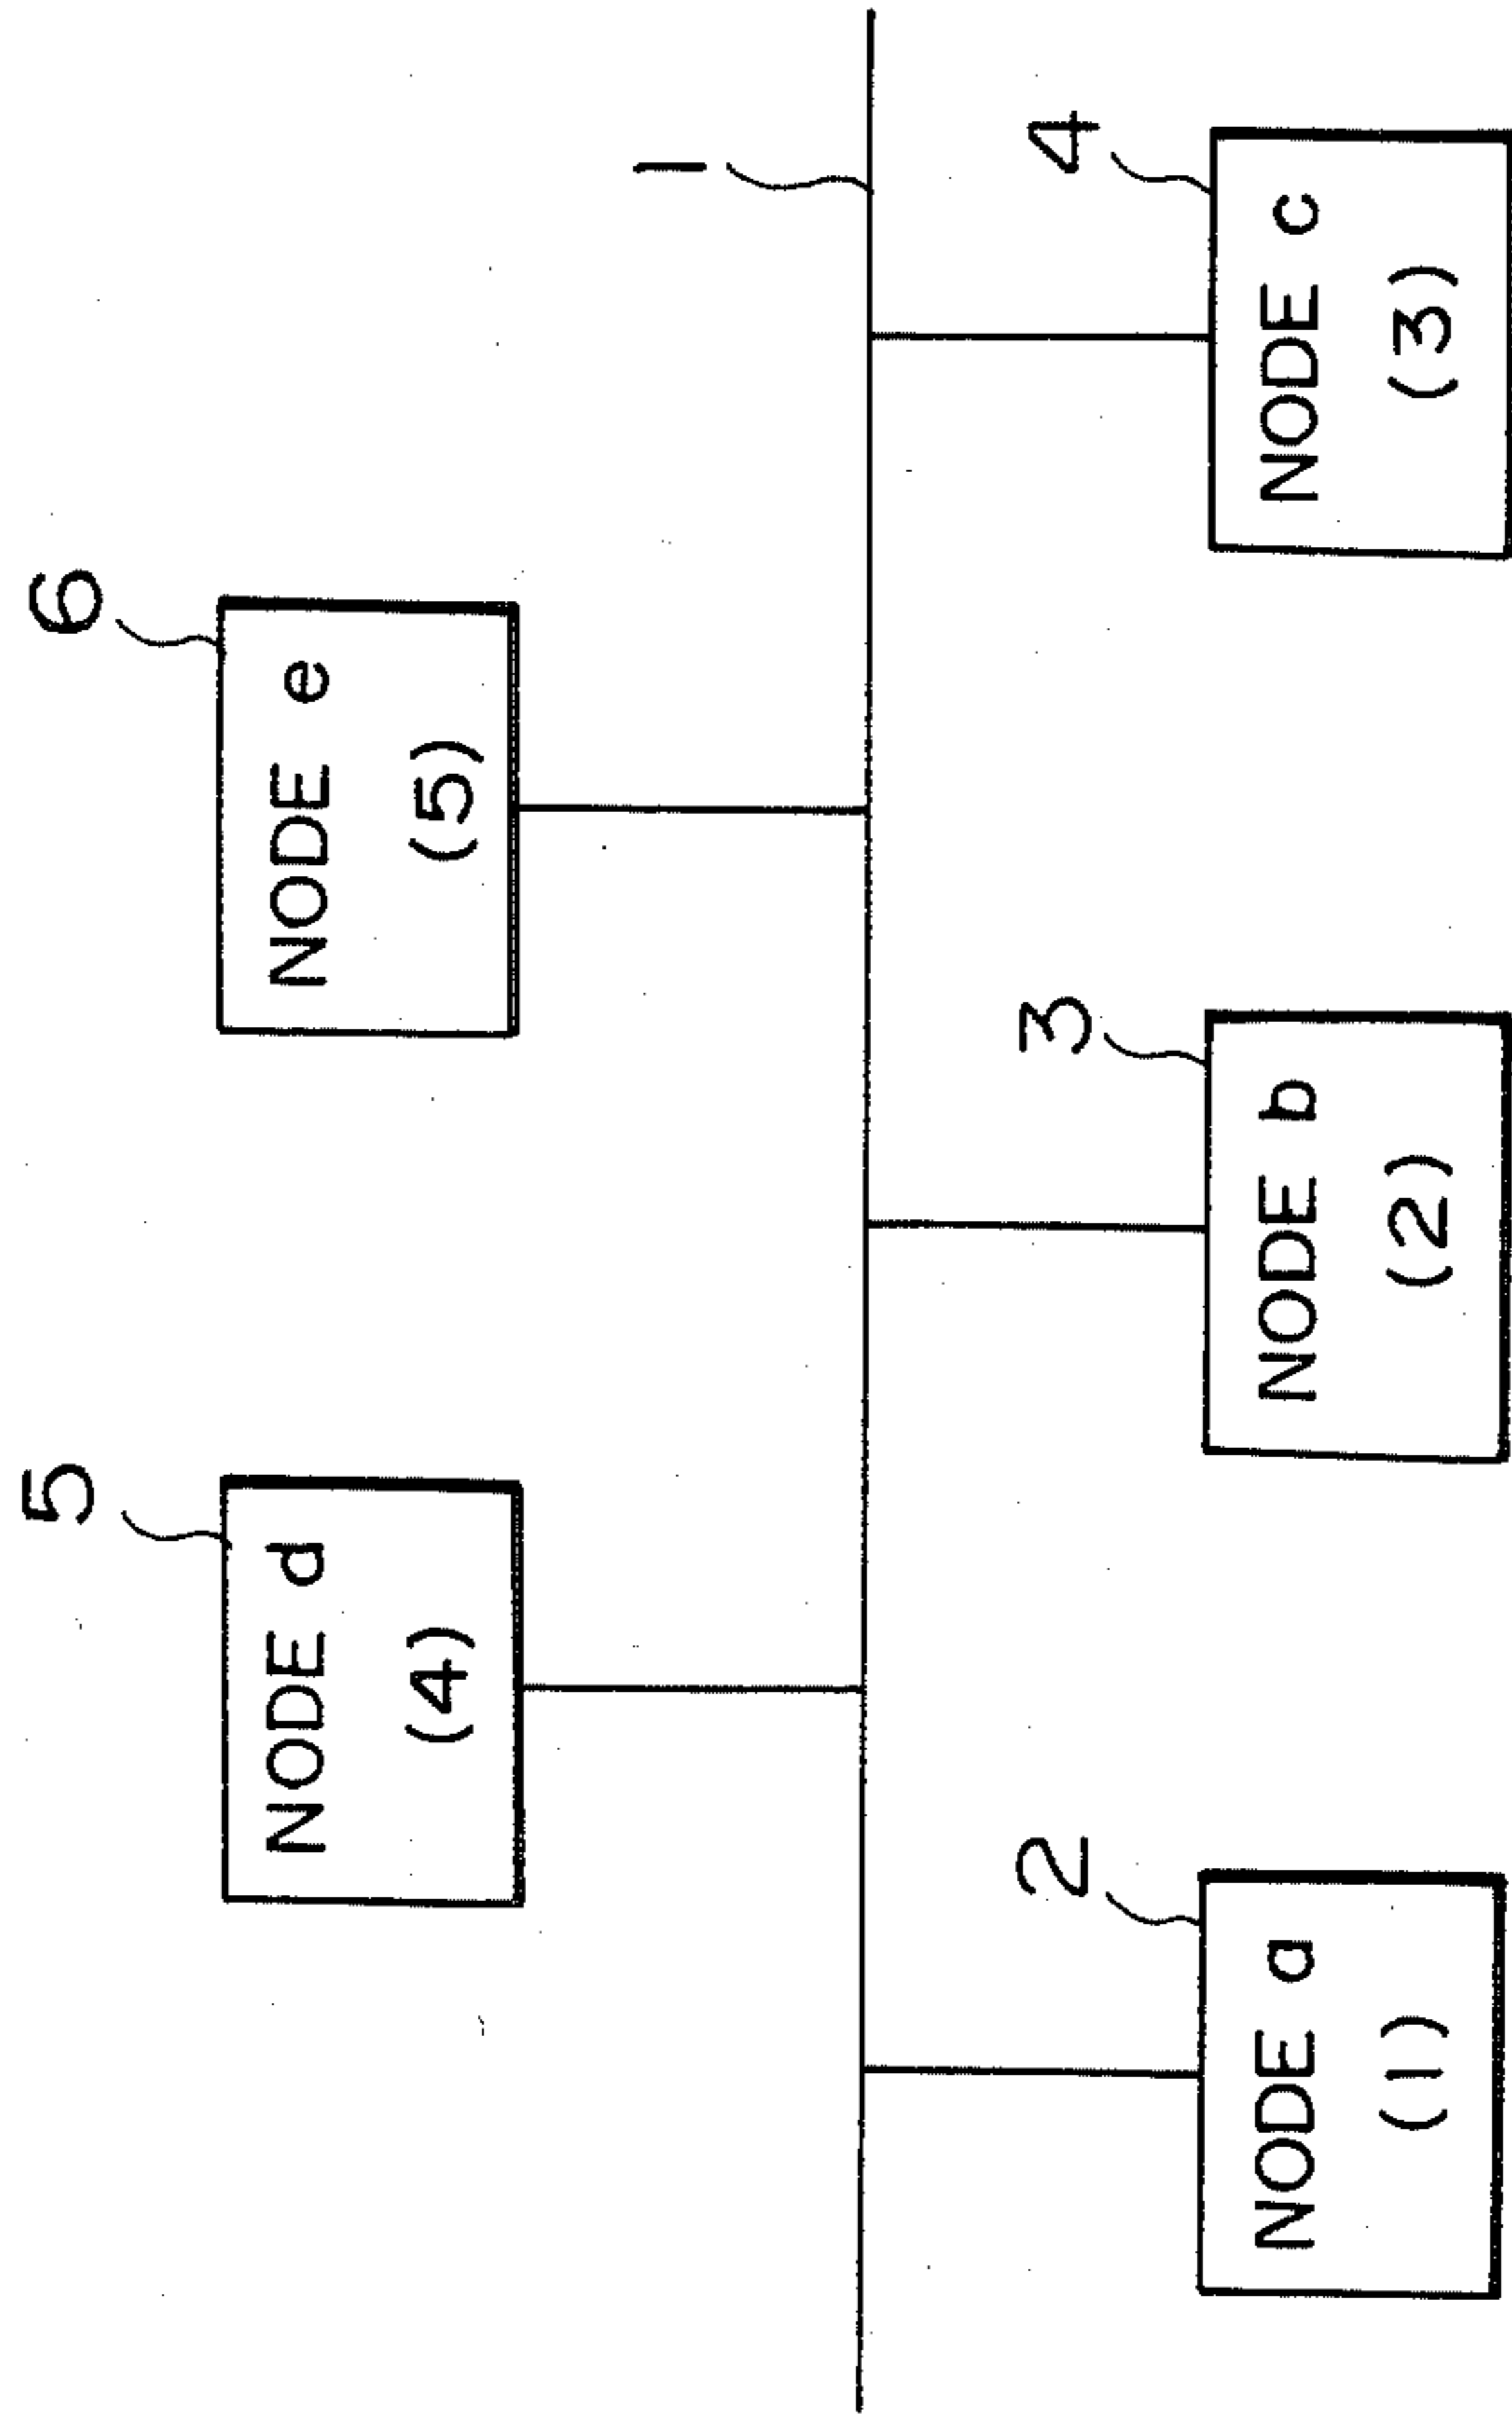 5
6
NODE d
(4)
NODE e
(5)
1
2
3
4
NODE a
(1)
NODE b
(2)
NODE c
(3)